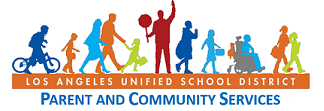 LOS ANGELES UNIFIED SCHOOL DISTRICT
PARENT AND COMMUNITY SERVICES